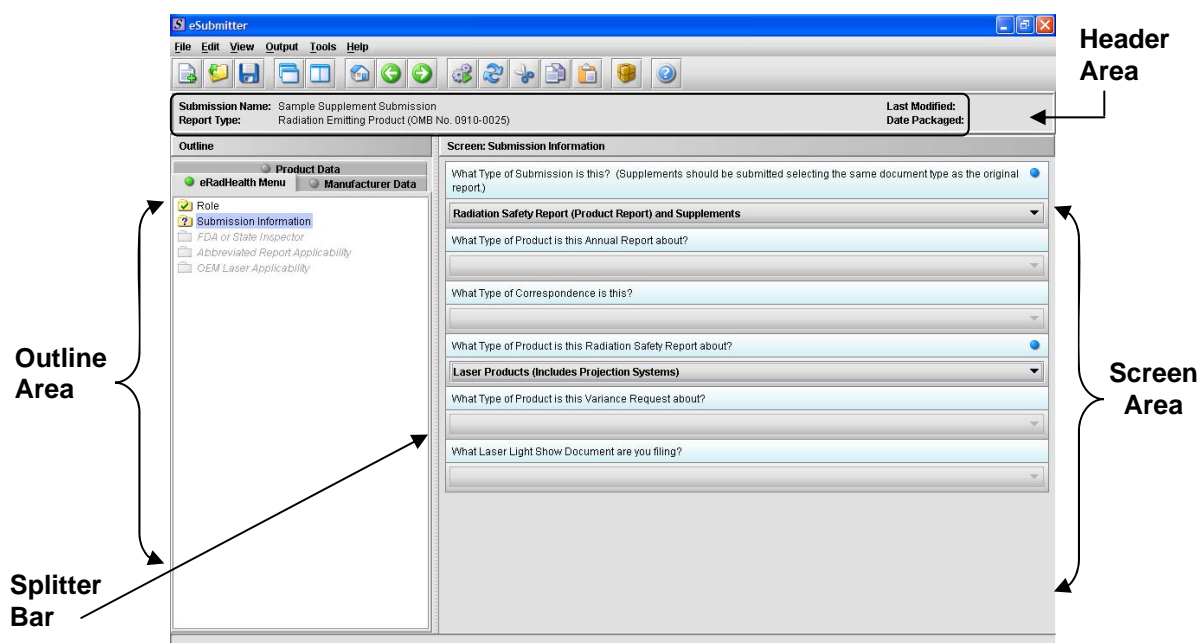 eSubmitter
File Edit View Output Tools Help
Header
Area
Submission Name: Sample Supplement Submission
Last Modified:
Report Type: Radiation Emitting Product (OMB No. 0910-0025)
Date Packaged:
Outline
Screen: Submission Information
Product Data
eRadHealth Menu
Manufacturer Data
Role
Submission Information
FDA or State Inspector
Abbreviated Report Applicability
OEM Laser Applicability
What Type of Submission is this? (Supplements should be submitted selecting the same document type as the original
report.)
Radiation Safety Report (Product Report) and Supplements
What Type of Product is this Annual Report about?
What Type of Correspondence is this?
What Type of Product is this Radiation Safety Report about?
Laser Products (Includes Projection Systems)
What Type of Product is this Variance Request about?
What Laser Light Show Document are you filing?
Outline
Area
Screen
Area
Splitter
Bar